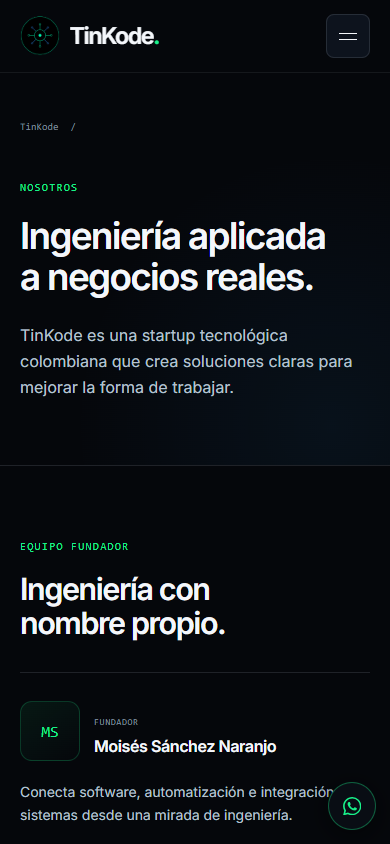 TinKode.
TinKode /
NOSOTROS
Ingeniería aplicada
a negocios reales.
TinKode es una startup tecnológica
colombiana que crea soluciones claras para
mejorar la forma de trabajar.
EQUIPO FUNDADOR
Ingeniería con
nombre propio.
MS
FUNDADOR
Moisés Sánchez Naranjo
Conecta software, automatización e integración
sistemas desde una mirada de ingeniería.